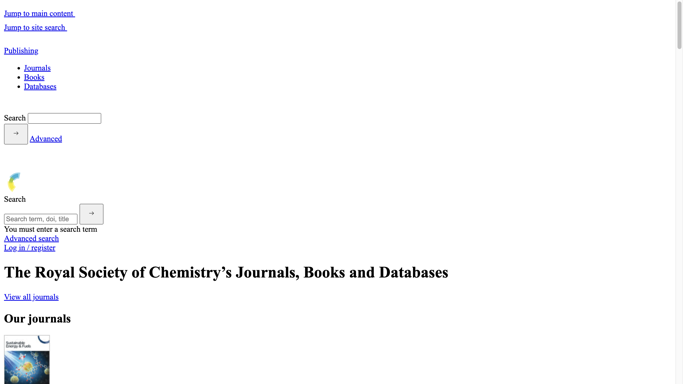 Jump to main content
Jump to site search
Publishing
Journals
Books
Databases
Search
→ Advanced
Search
Search term, doi, title →
You must enter a search term
Advanced search
Log in / register
The Royal Society of Chemistry’s Journals, Books and Databases
View all journals
Our journals
Sustainable
Energy & Fuels